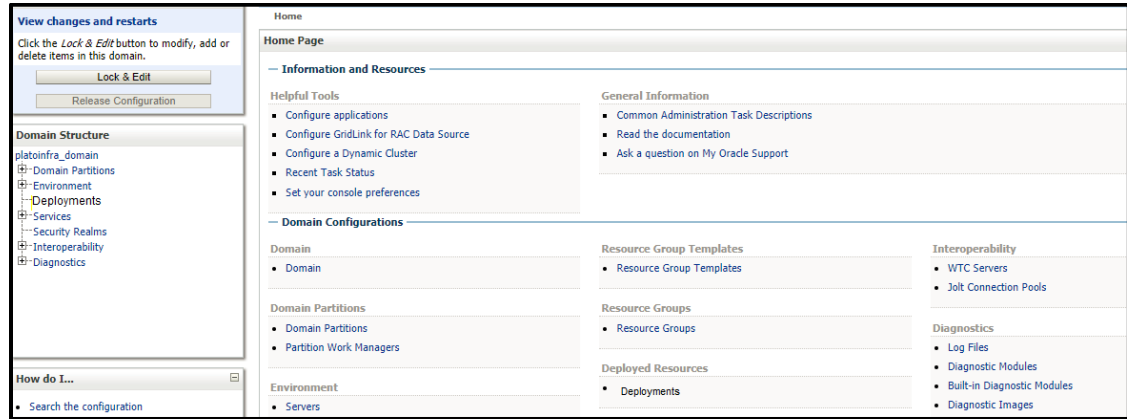 View changes and restarts
Click the Lock & Edit button to modify, add or
delete items in this domain.
Lock & Edit
Release Configuration
Domain Structure
platoinfra_domain
Domain Partitions
Environment
Deployments
Services
Security Realms
Interoperability
Diagnostics
How do I...
Search the configuration
Home
Home Page
Information and Resources
Helpful Tools
Configure applications
Configure GridLink for RAC Data Source
Configure a Dynamic Cluster
Recent Task Status
Set your console preferences
General Information
Common Administration Task Descriptions
Read the documentation
Ask a question on My Oracle Support
Domain Configurations
Domain
Domain
Domain Partitions
Domain Partitions
Partition Work Managers
Environment
Servers
Resource Group Templates
Resource Group Templates
Resource Groups
Resource Groups
Deployed Resources
Deployments
Interoperability
WTC Servers
Jolt Connection Pools
Diagnostics
Log Files
Diagnostic Modules
Built-in Diagnostic Modules
Diagnostic Images